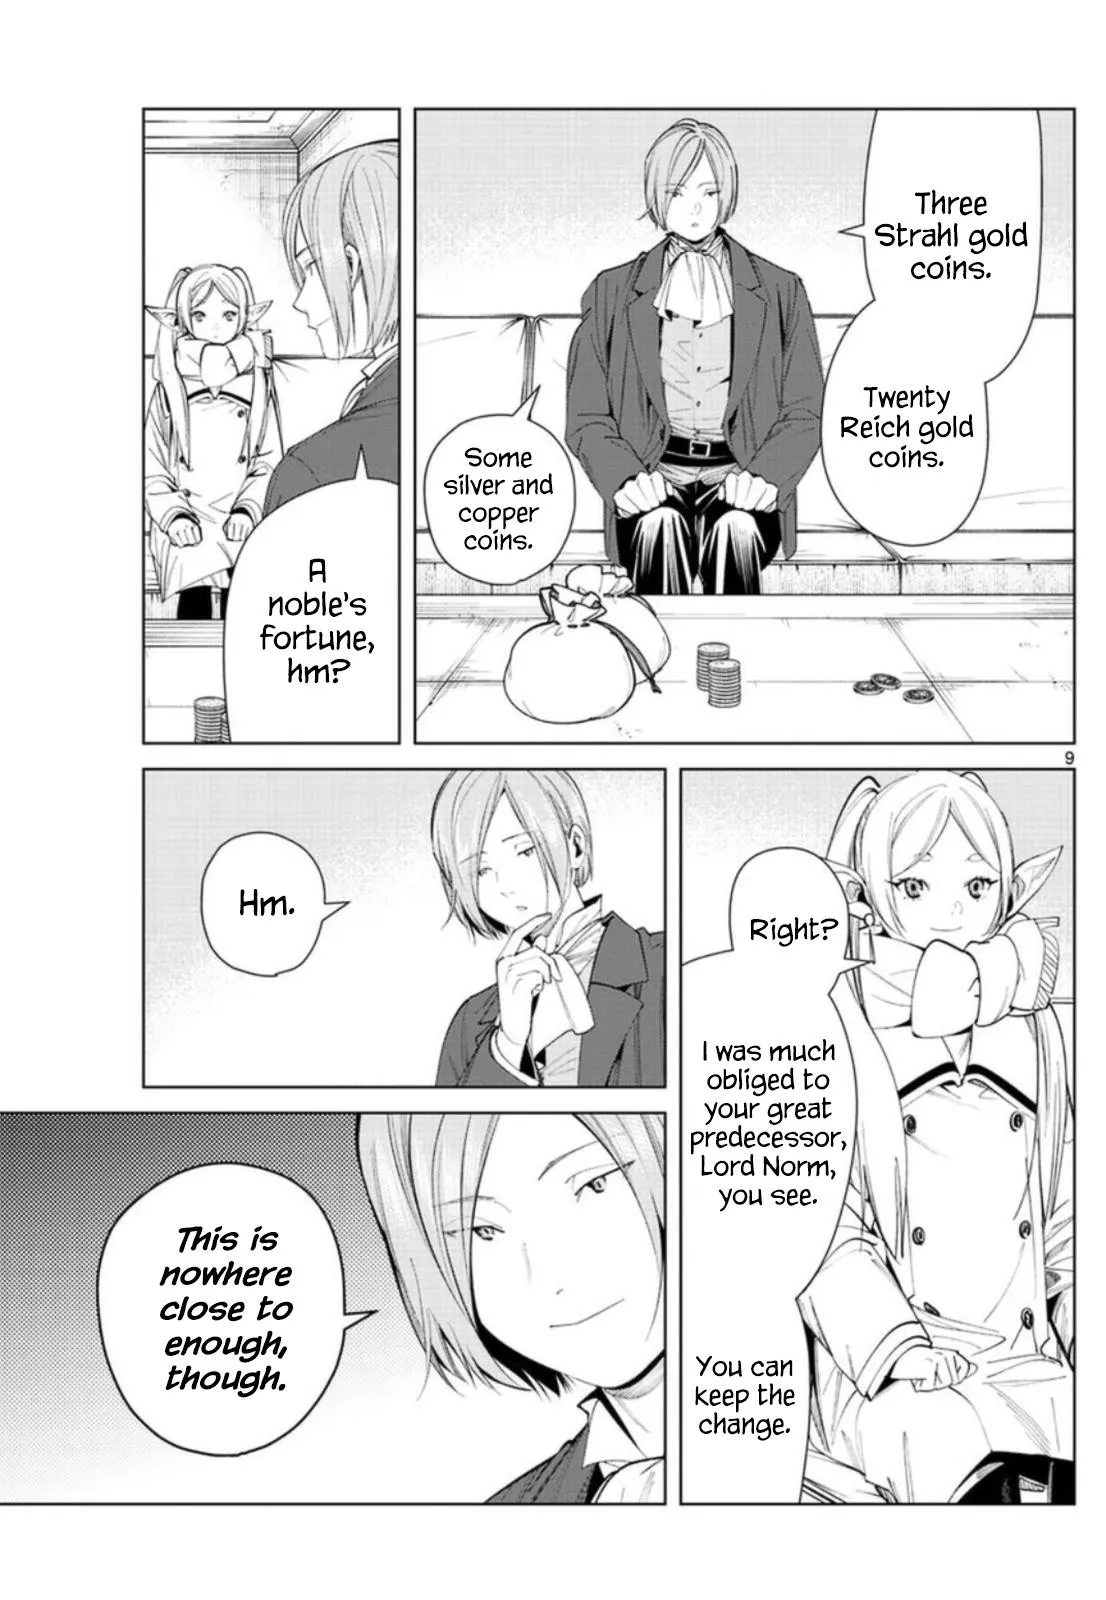 Three
Strahl gold
coins.
Twenty
Reich gold
coins.
Some
silver and
copper
coins.
A
noble's
fortune,
hm?
9
Right?
I was much
obliged to
your great
predecessor,
Lord Norm,
you see.
You can
keep the
change.
Hm.
This is
nowhere
close to
enough,
though.